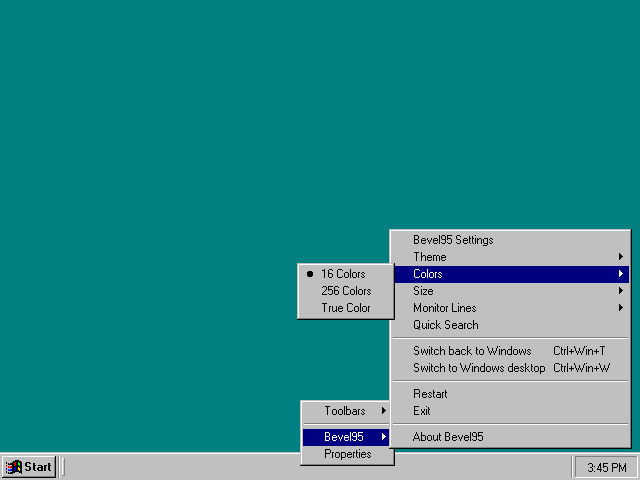 Bevel95 Settings
Theme
Colors
Size
Monitor Lines
Quick Search
Switch back to Windows Ctrl+Win+T
Switch to Windows desktop Ctrl+Win+W
Restart
Exit
About Bevel95
16 Colors
256 Colors
True Color
Toolbars
Bevel95
Properties
Start
3:45 PM